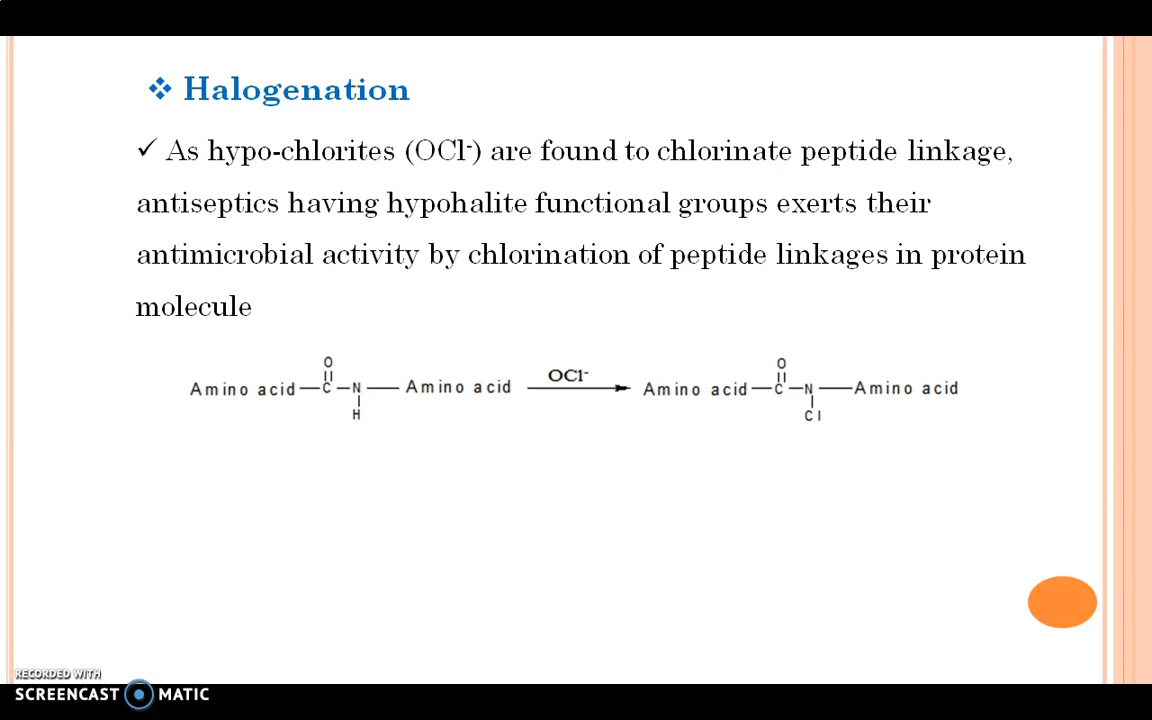 ❖ Halogenation
✓ As hypo-chlorites (OCl⁻) are found to chlorinate peptide linkage,
antiseptics having hypohalite functional groups exerts their
antimicrobial activity by chlorination of peptide linkages in protein
molecule
O O
Amino acid—C—N—Amino acid OCl⁻ Amino acid—C—N—Amino acid
H Cl
RECORDED WITH
SCREENCAST MATIC